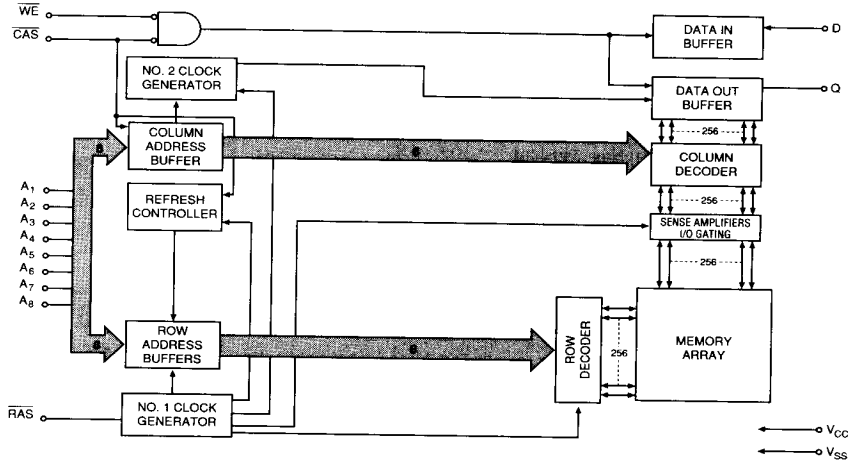 WE
CAS
NO. 2 CLOCK
GENERATOR
COLUMN
ADDRESS
BUFFER
REFRESH
CONTROLLER
ROW
ADDRESS
BUFFERS
NO. 1 CLOCK
GENERATOR
RAS
A1
A2
A3
A4
A5
A6
A7
A8
8
8
8
8
DATA IN
BUFFER
D
DATA OUT
BUFFER
Q
256
COLUMN
DECODER
256
SENSE AMPLIFIERS
I/O GATING
256
ROW
DECODER
256
MEMORY
ARRAY
VCC
VSS